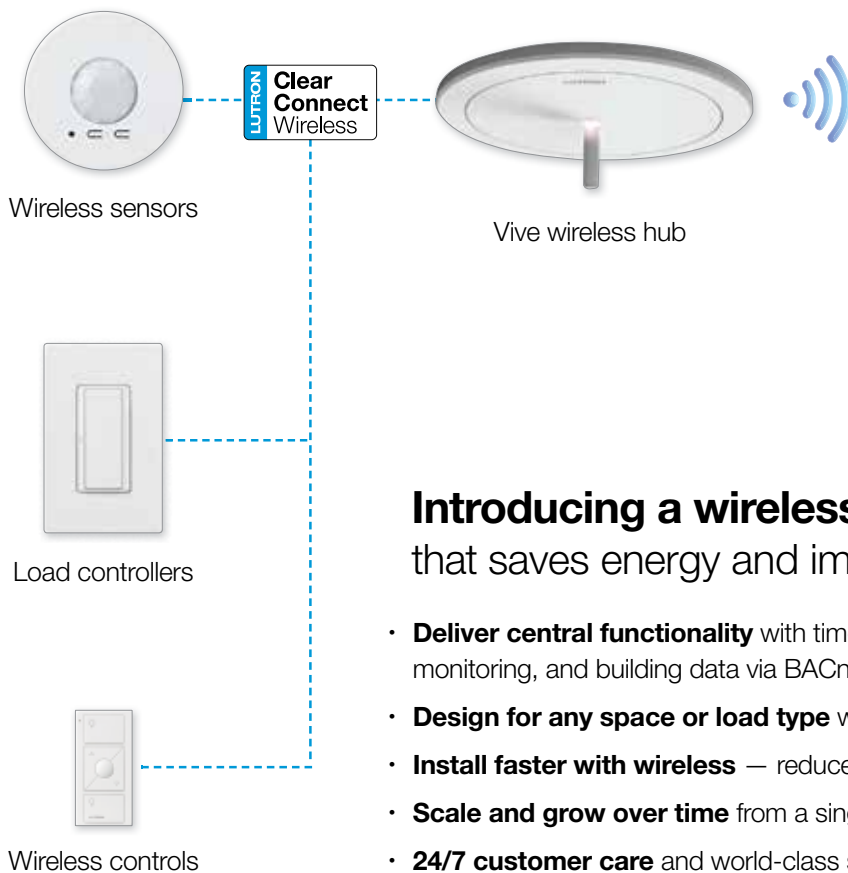 LUTRON
Clear
Connect
Wireless
Wireless sensors
Vive wireless hub
Load controllers
Wireless controls
Introducing a wireless
that saves energy and im
· Deliver central functionality with tim
monitoring, and building data via BACn
· Design for any space or load type w
· Install faster with wireless — reduce
· Scale and grow over time from a sing
· 24/7 customer care and world-class s